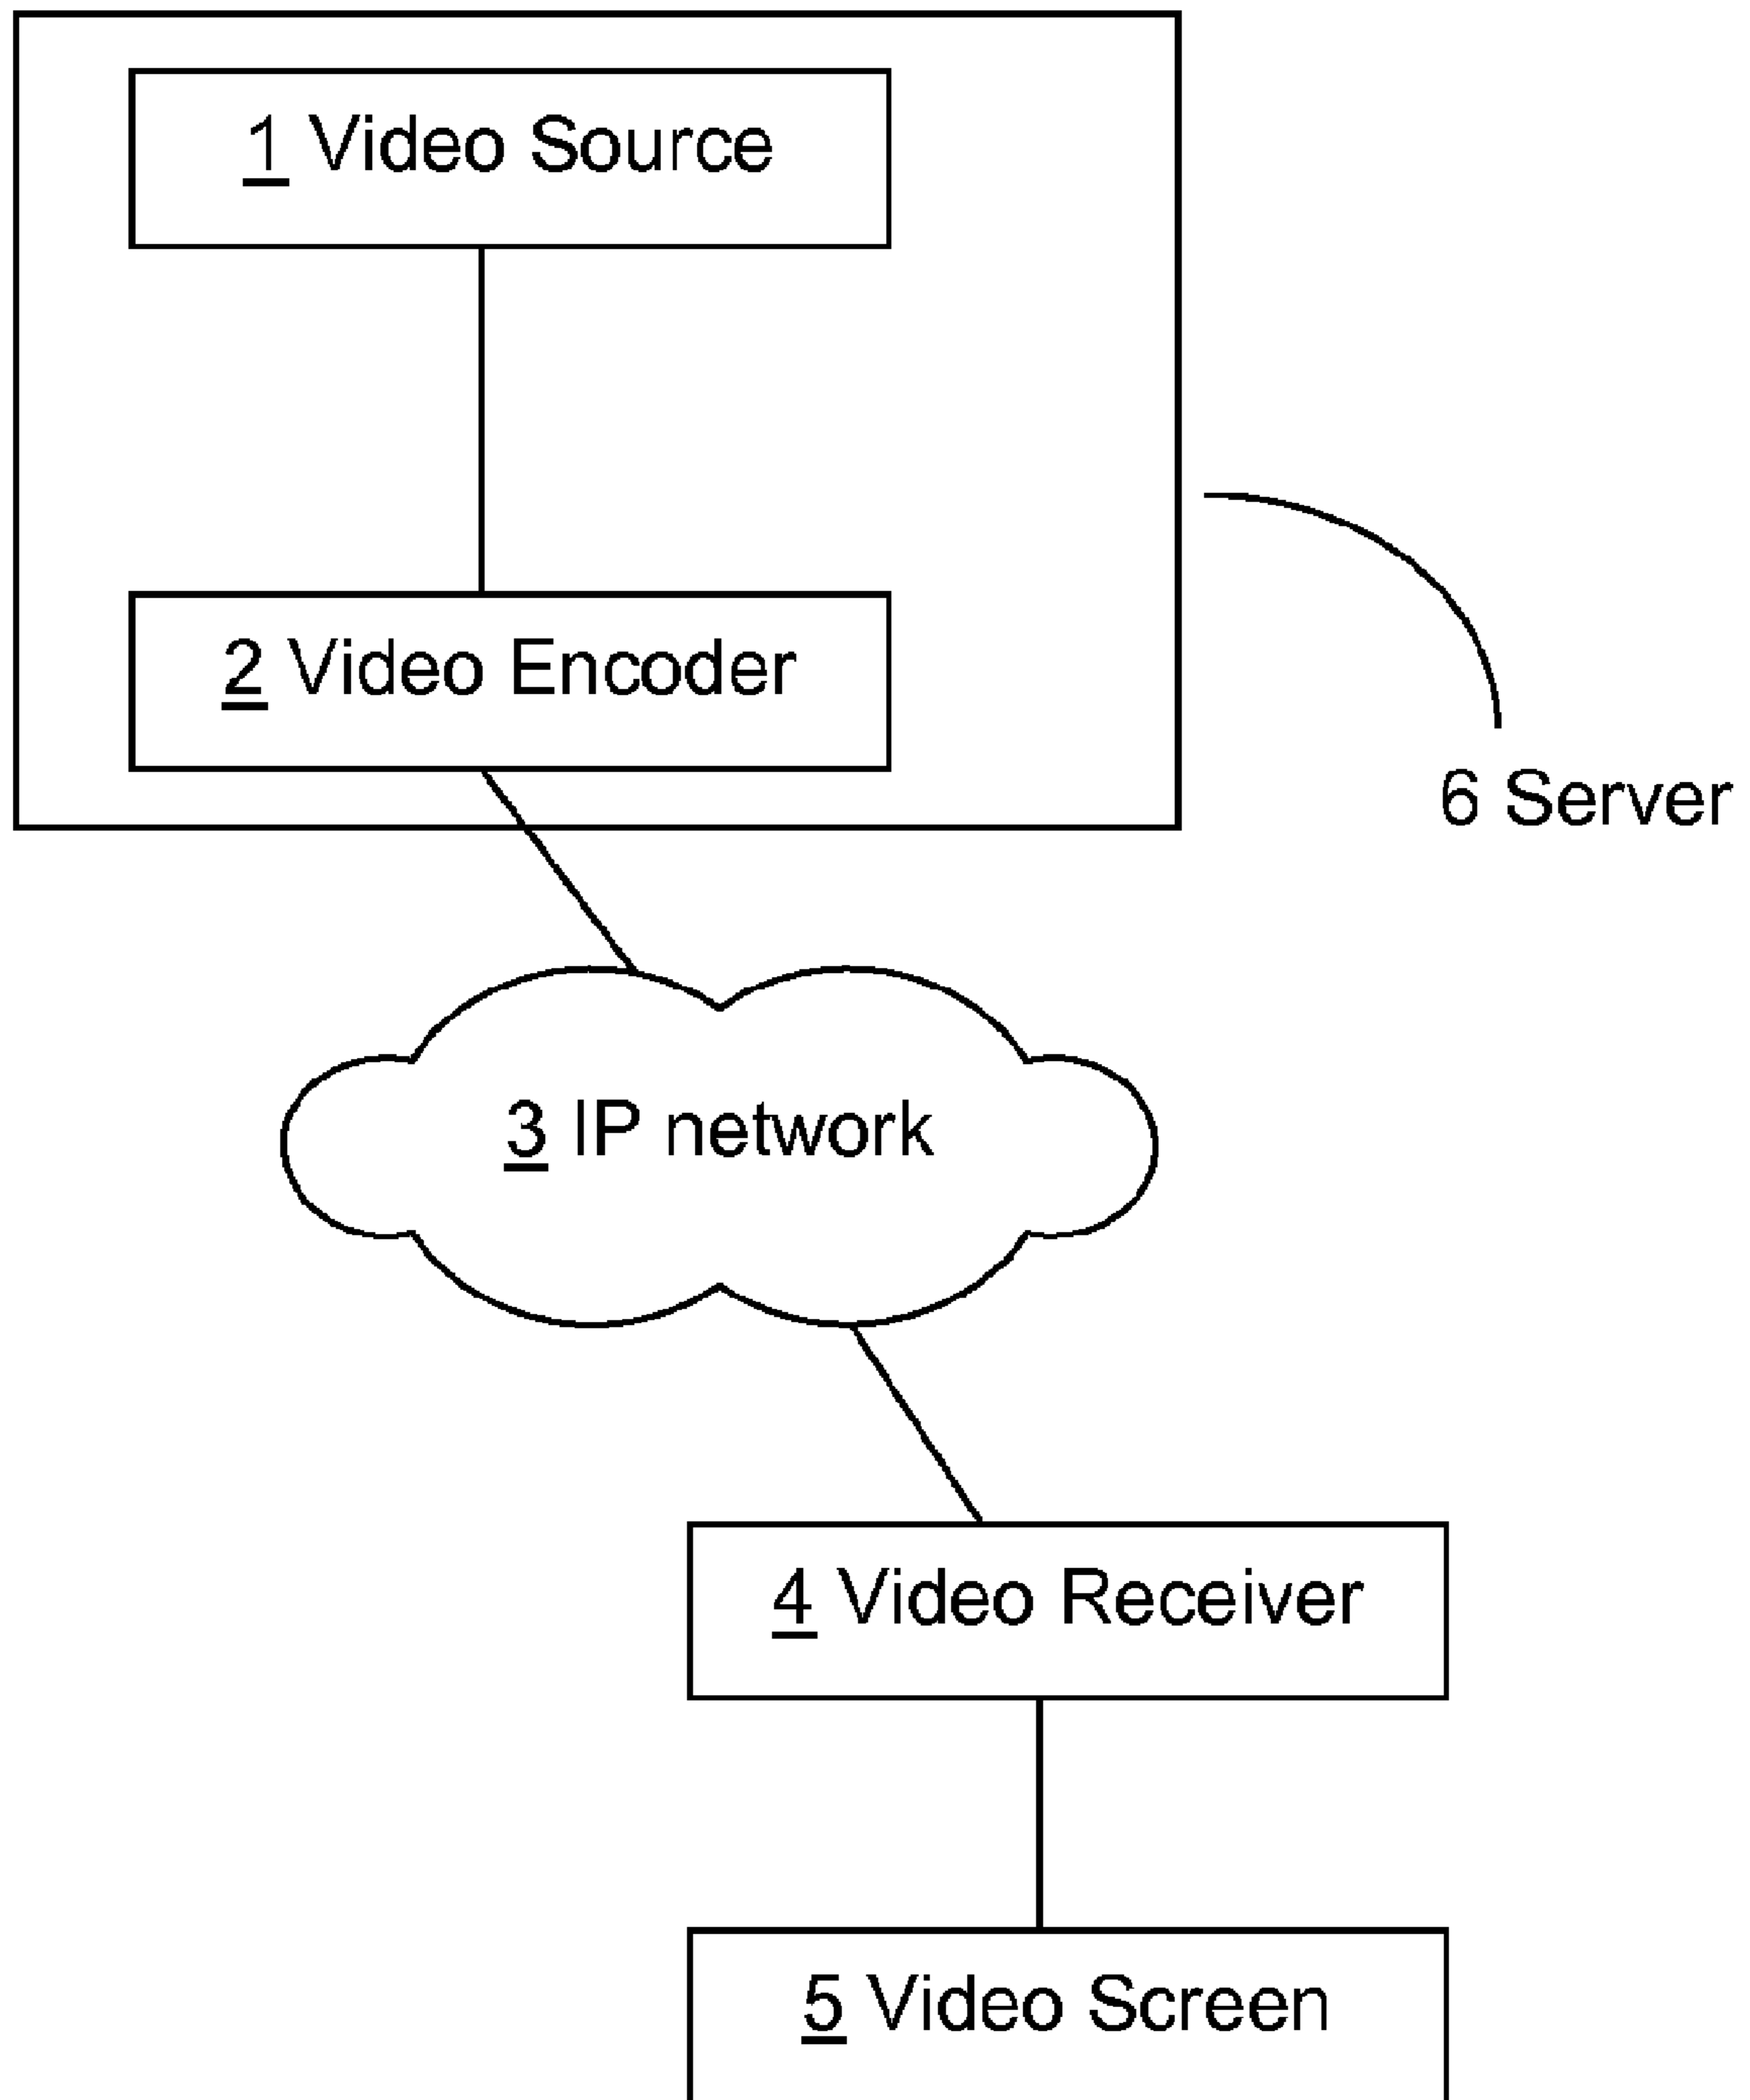 1 Video Source
2 Video Encoder
6 Server
3 IP network
4 Video Receiver
5 Video Screen